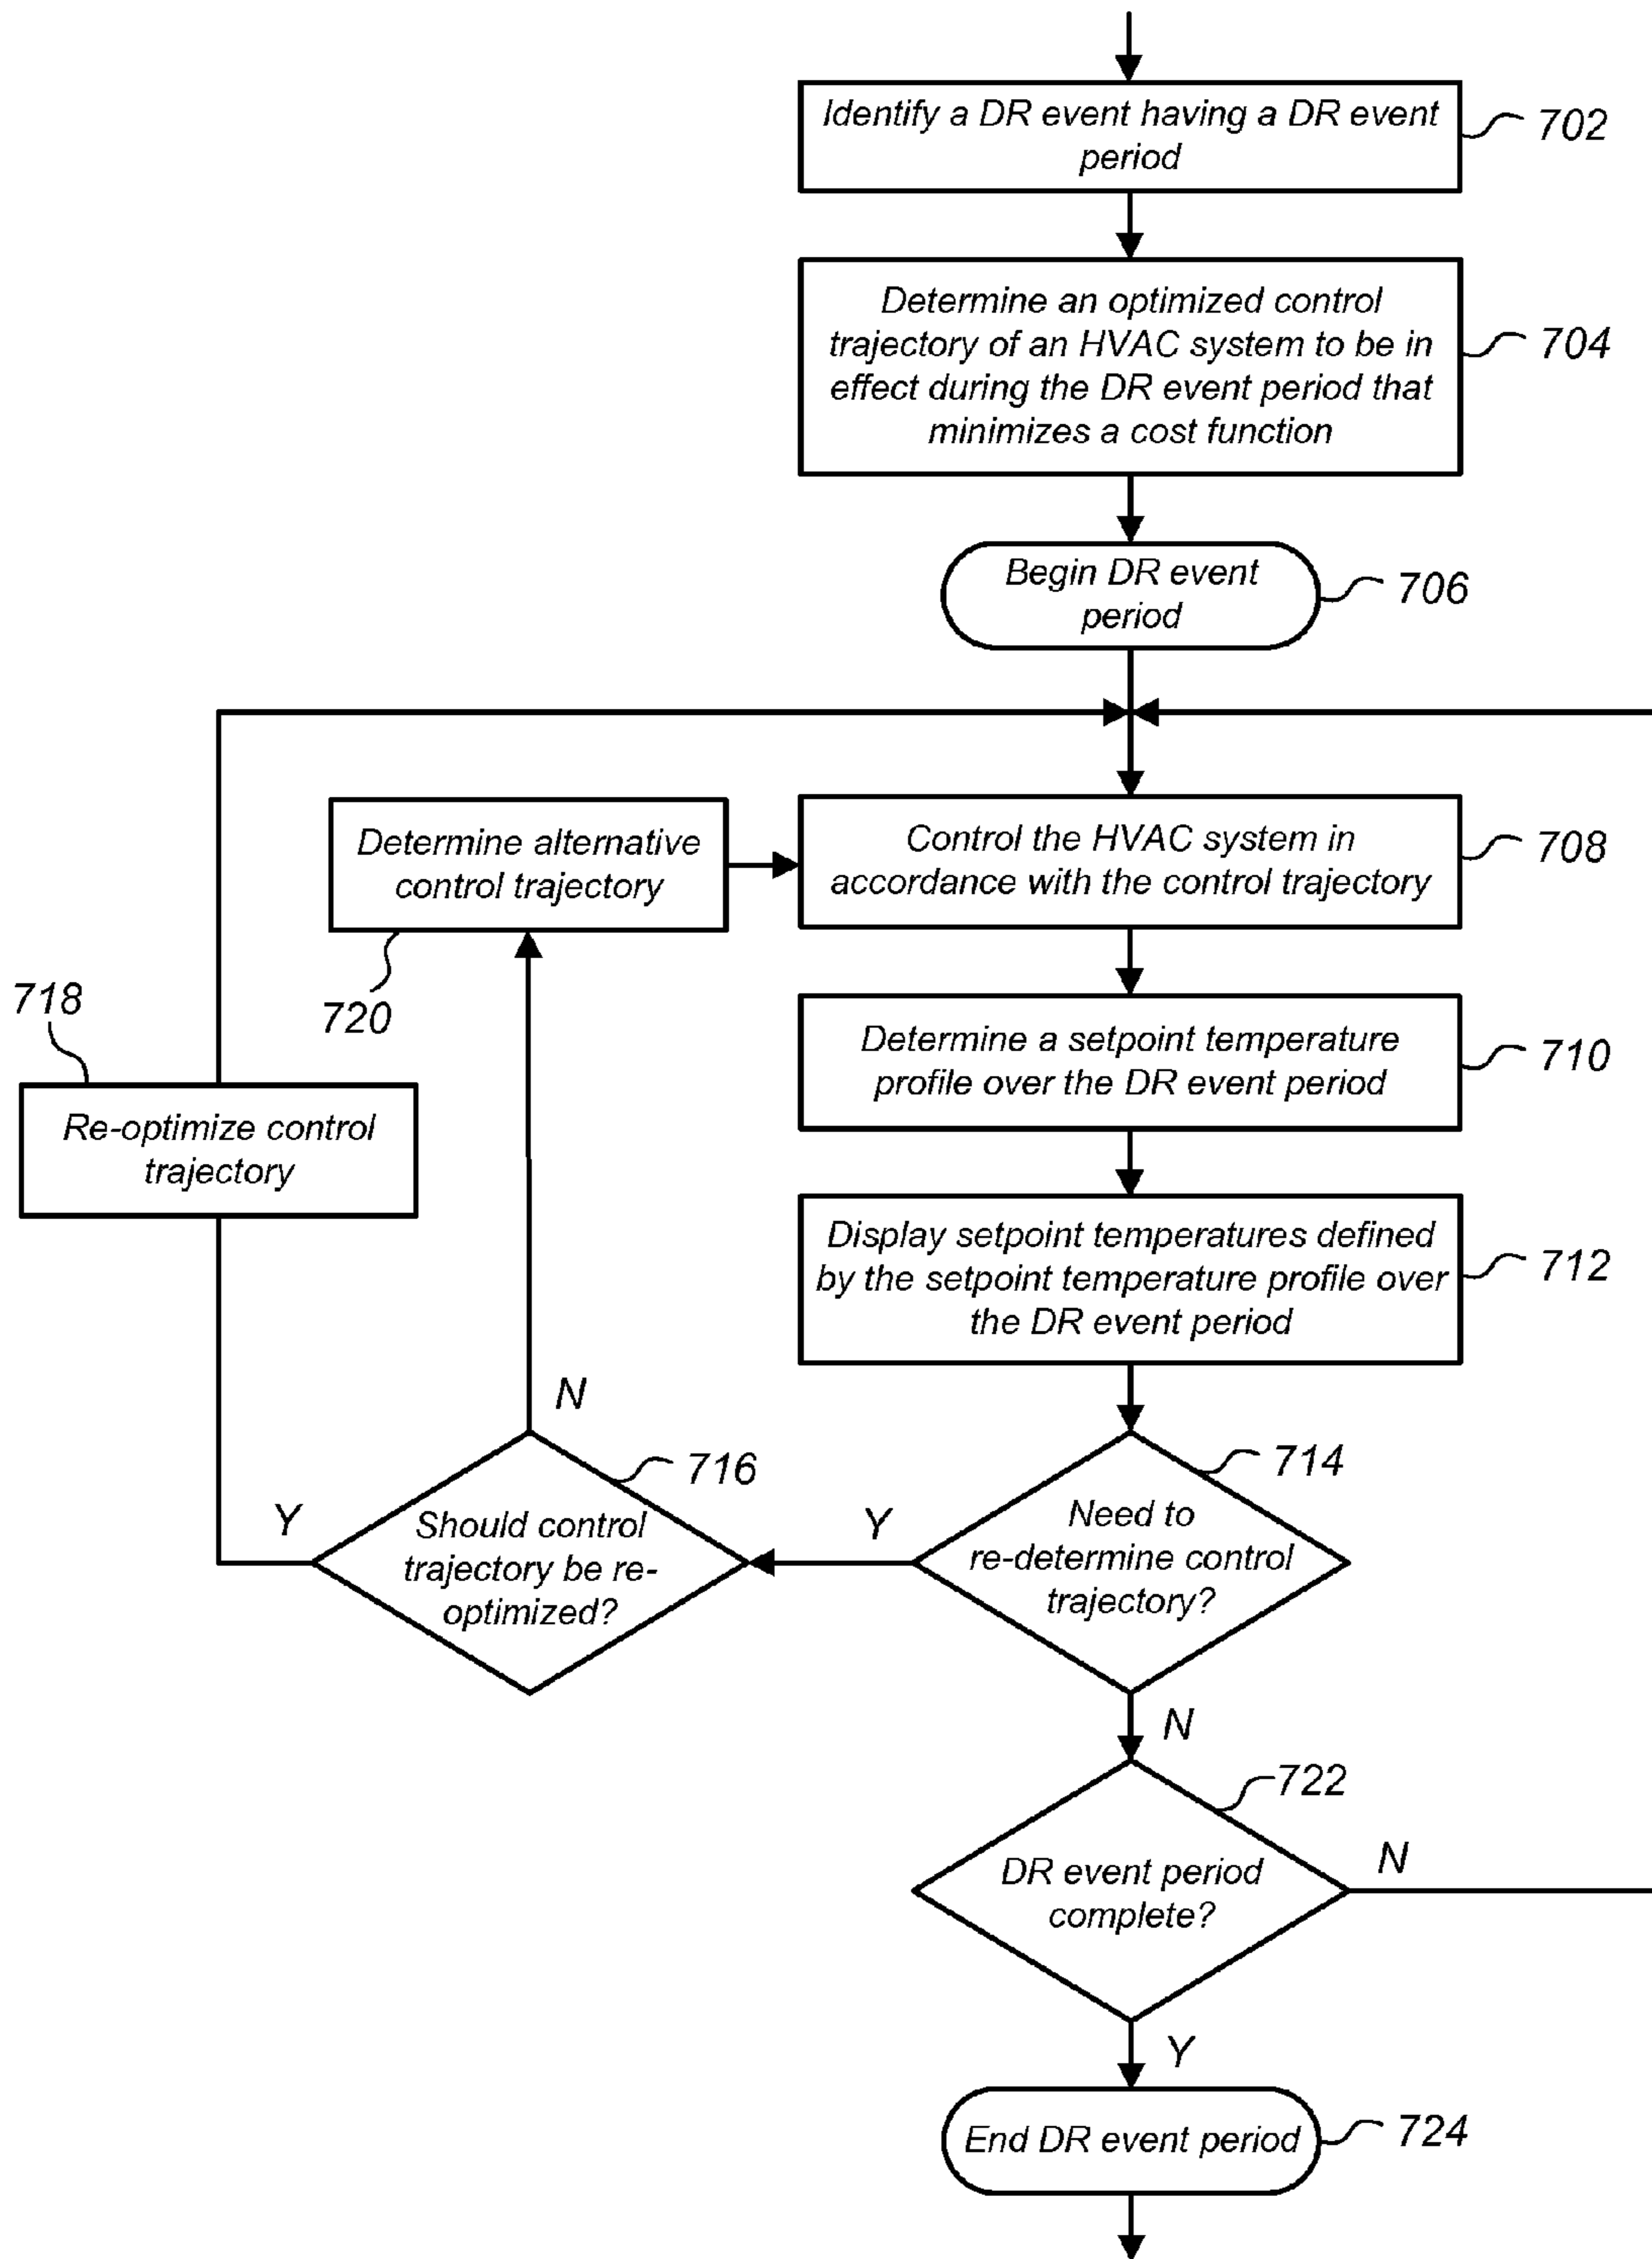 Identify a DR event having a DR event
period
702
Determine an optimized control
trajectory of an HVAC system to be in
effect during the DR event period that
minimizes a cost function
704
Begin DR event
period
706
Determine alternative
control trajectory
720
Control the HVAC system in
accordance with the control trajectory
708
718
Re-optimize control
trajectory
Determine a setpoint temperature
profile over the DR event period
710
Display setpoint temperatures defined
by the setpoint temperature profile over
the DR event period
712
N
716
Y
Should control
trajectory be re-
optimized?
Y
714
Need to
re-determine control
trajectory?
N
722
DR event period
complete?
N
Y
End DR event period
724